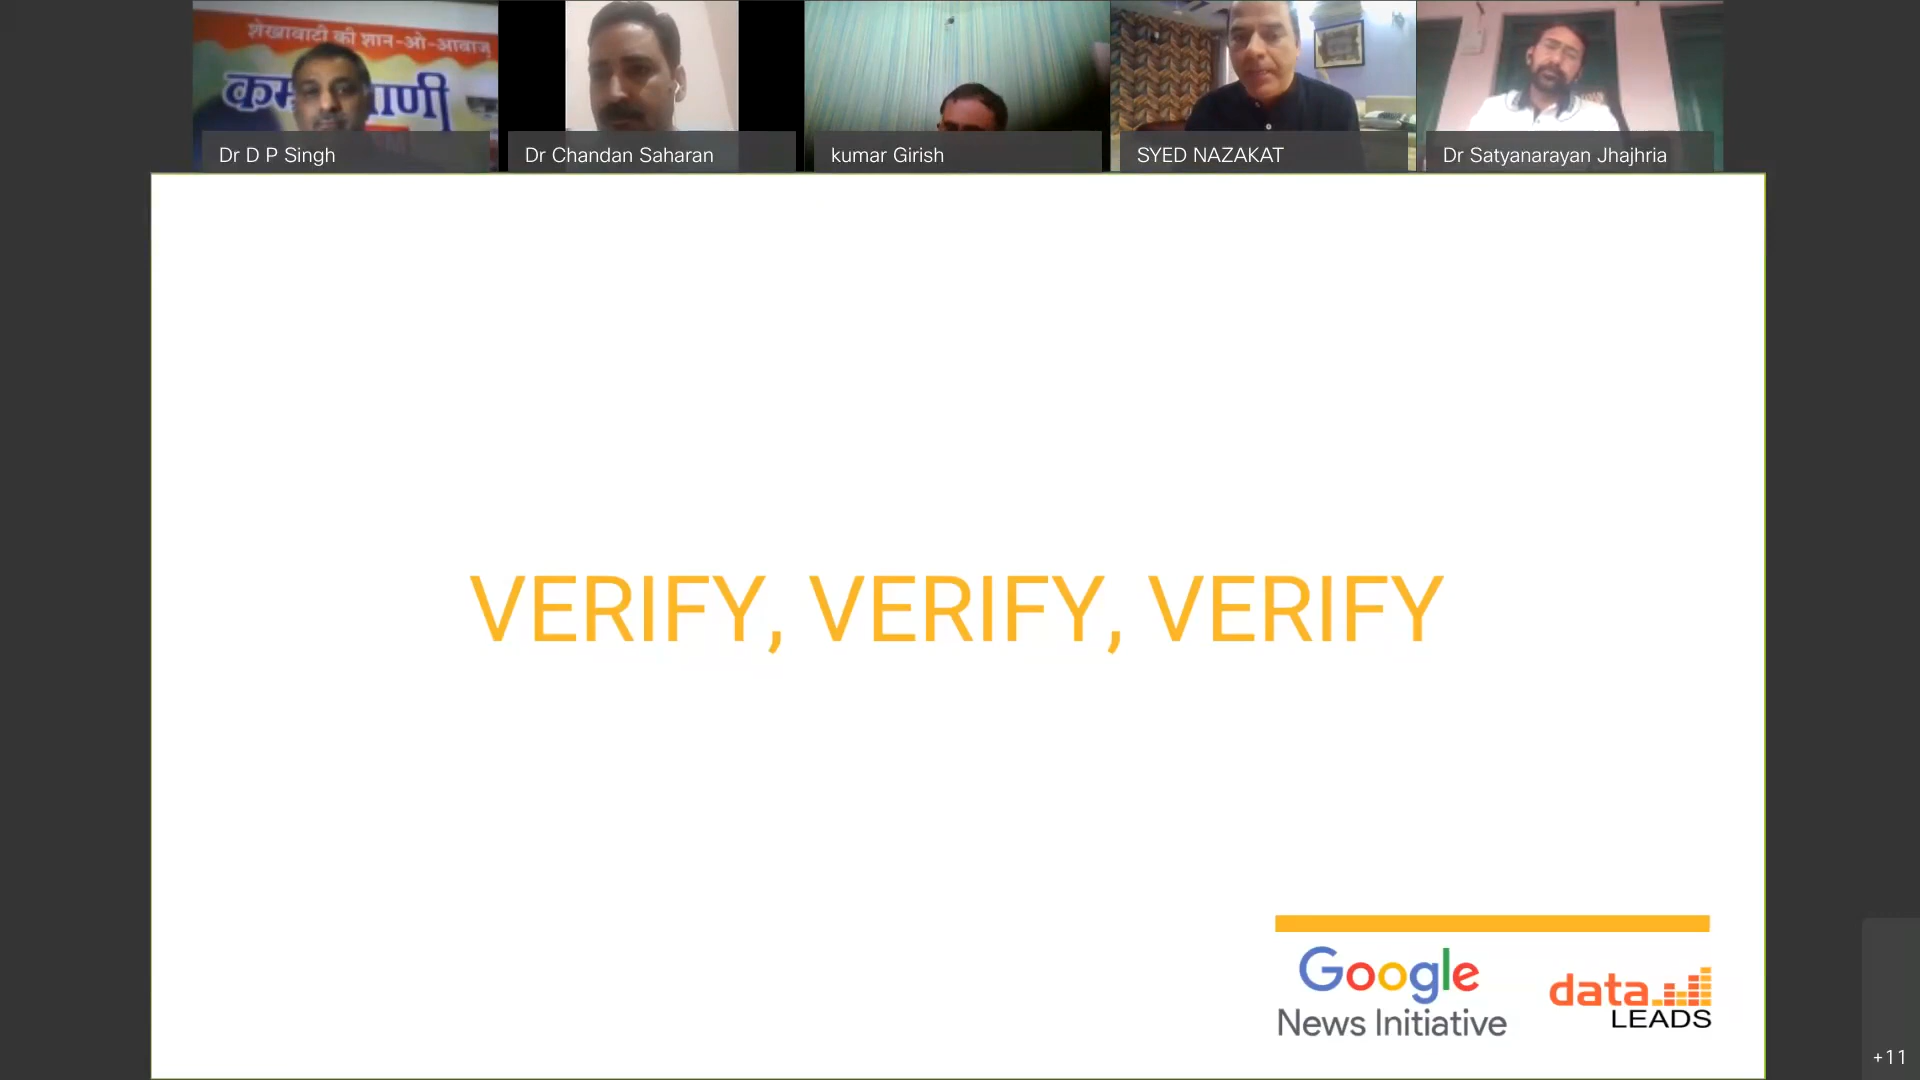 शेखावाटी की शान-ओ-आवाज़
Dr D P Singh
Dr Chandan Saharan
kumar Girish
SYED NAZAKAT
Dr Satyanarayan Jhajhria
VERIFY, VERIFY, VERIFY
Google
News Initiative
data
LEADS
+11